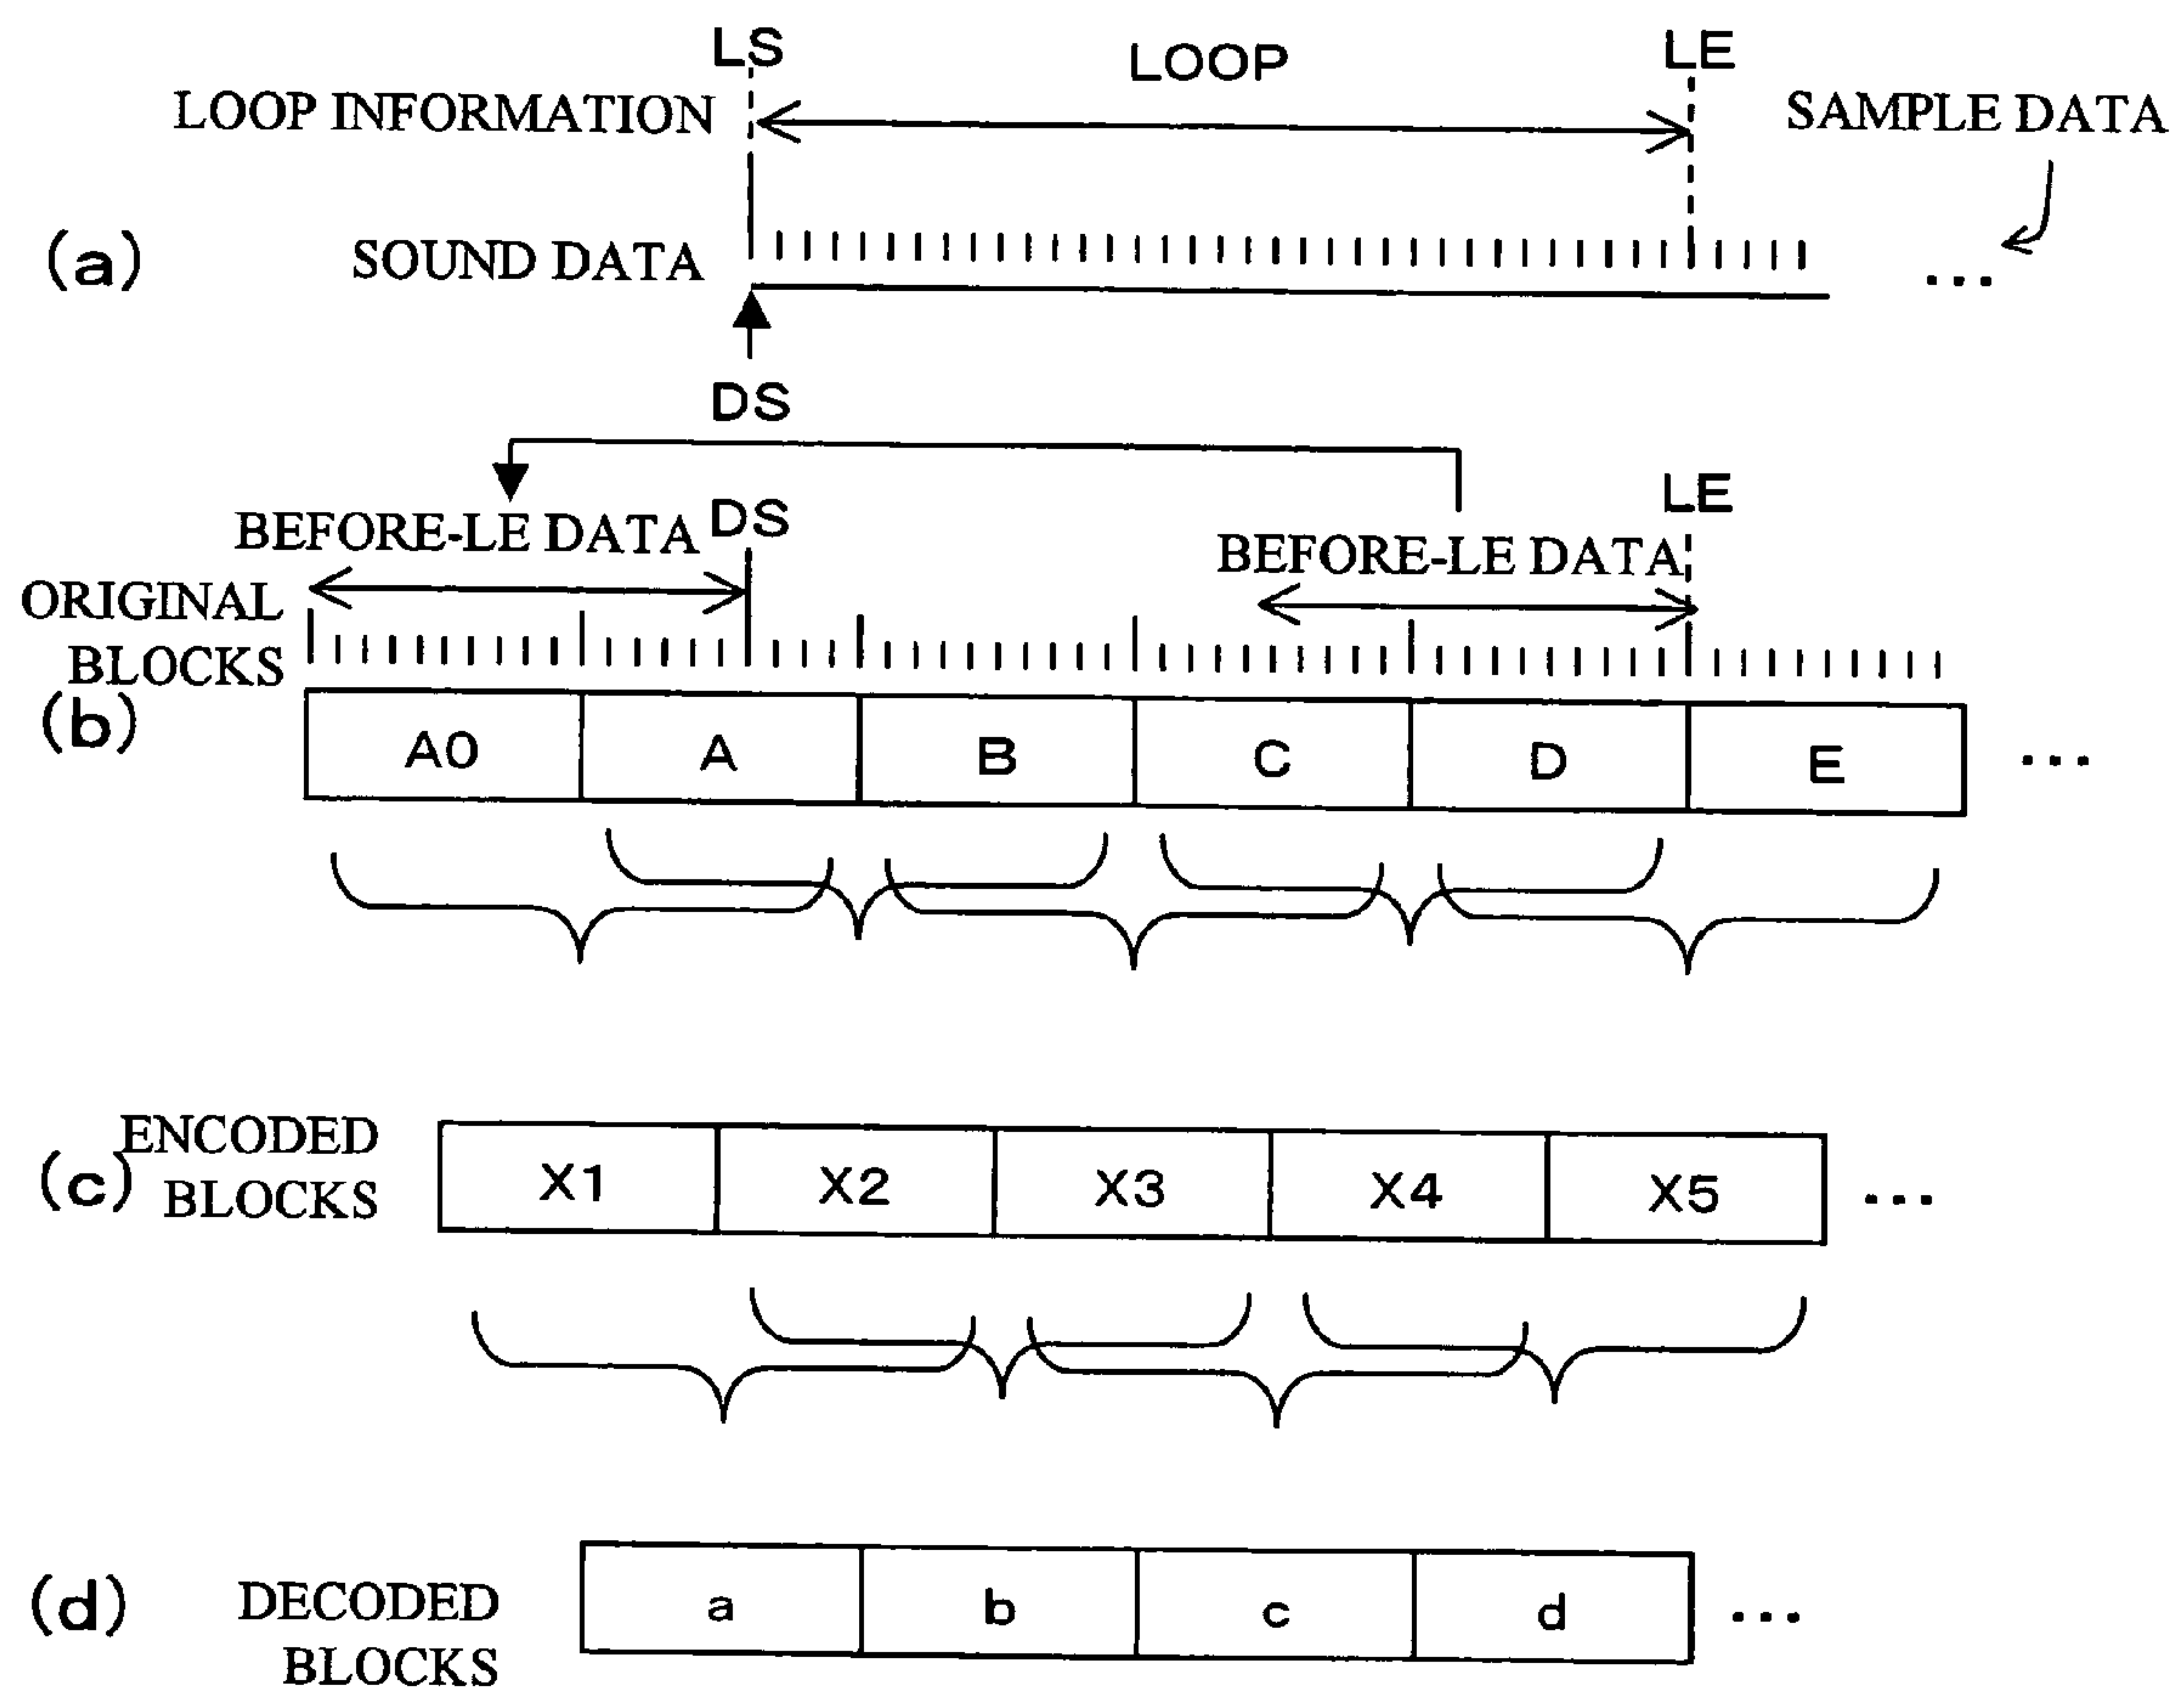 LS LOOP LE
LOOP INFORMATION
SAMPLE DATA
(a) SOUND DATA ...
DS
LE
BEFORE-LE DATA DS
BEFORE-LE DATA
ORIGINAL
BLOCKS
(b) A0 A B C D E ...
ENCODED
(c) BLOCKS X1 X2 X3 X4 X5 ...
(d) DECODED a b c d ...
BLOCKS